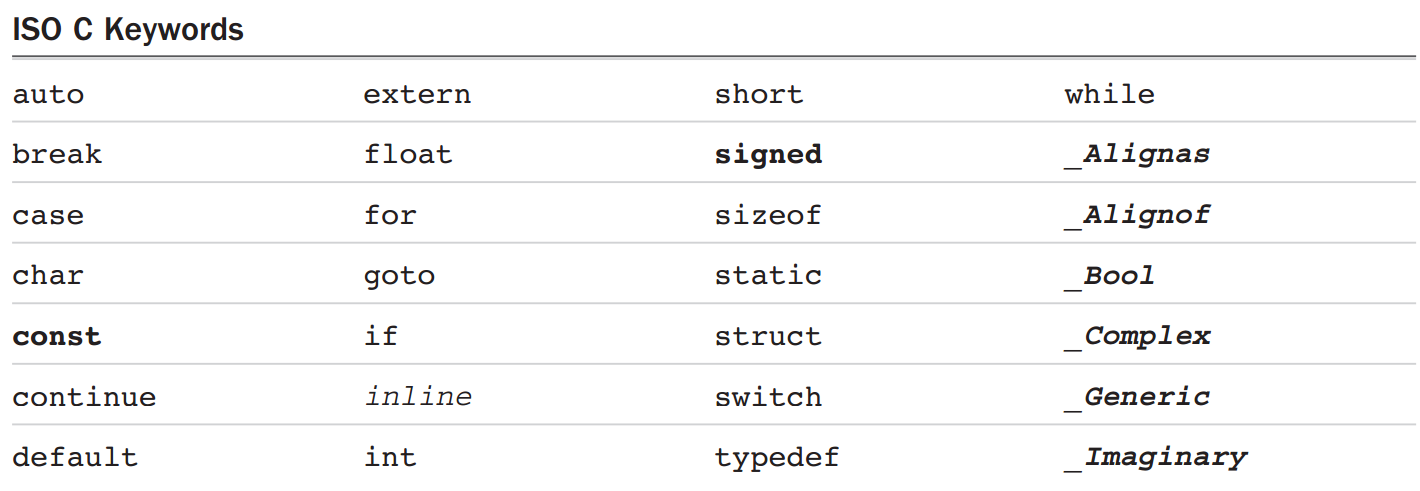 ISO C Keywords
auto extern short while
break float signed _Alignas
case for sizeof _Alignof
char goto static _Bool
const if struct _Complex
continue inline switch _Generic
default int typedef _Imaginary